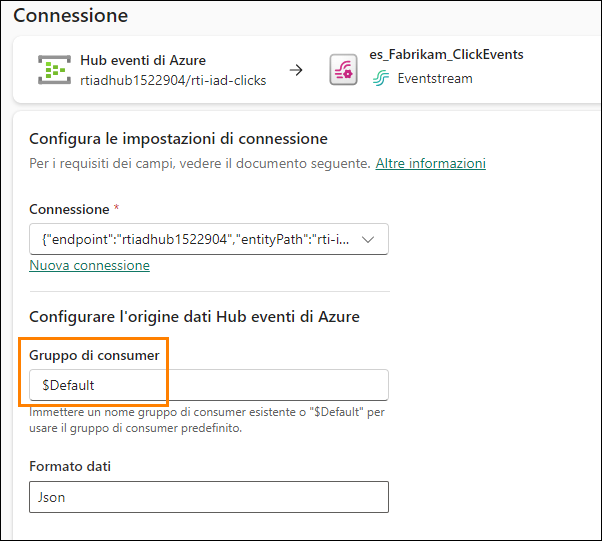 Connessione
Hub eventi di Azure
rtiadhub1522904/rti-iad-clicks
es_Fabrikam_ClickEvents
Eventstream
Configura le impostazioni di connessione
Per i requisiti dei campi, vedere il documento seguente. Altre informazioni
Connessione *
{"endpoint":"rtiadhub1522904","entityPath":"rti-i...
Nuova connessione
Configurare l'origine dati Hub eventi di Azure
Gruppo di consumer
$Default
Immettere un nome gruppo di consumer esistente o "$Default" per
usare il gruppo di consumer predefinito.
Formato dati
Json